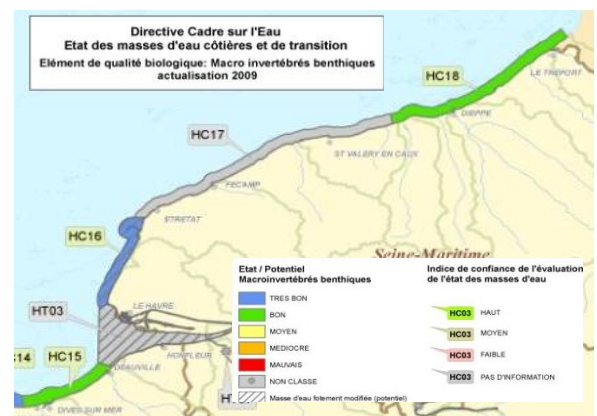 Directive Cadre sur l'Eau
Etat des masses d'eau côtières et de transition
Elément de qualité biologique: Macro invertébrés benthiques
actualisation 2009
HC18
LE TREPORT
DIEPPE
HC17
ST VALERY EN CAUX
FECAMP
ETRETAT
HC16
Seine-Maritime
HT03
LE HAVRE
14
HC15
DEAUVILLE
HONFLEUR
DIVES SUR MER
Etat / Potentiel
Macroinvertébrés benthiques
TRES BON
BON
MOYEN
MEDIOCRE
MAUVAIS
NON CLASSE
Masse d'eau fotement modifiée (potentiel)
Indice de confiance de l'évaluation
de l'état des masses d'eau
HC03 HAUT
HC03 MOYEN
HC03 FAIBLE
HC03 PAS D'INFORMATION